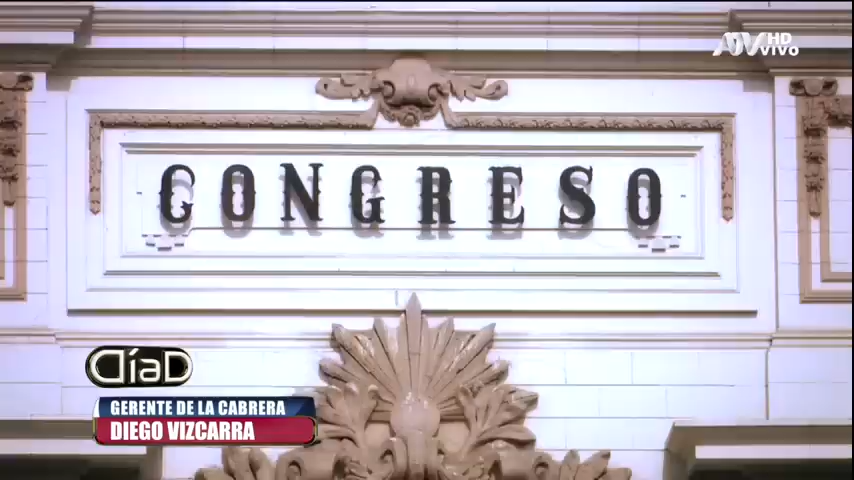 ATV HD
VIVO
CONGRESO
DíaD
GERENTE DE LA CABRERA
DIEGO VIZCARRA